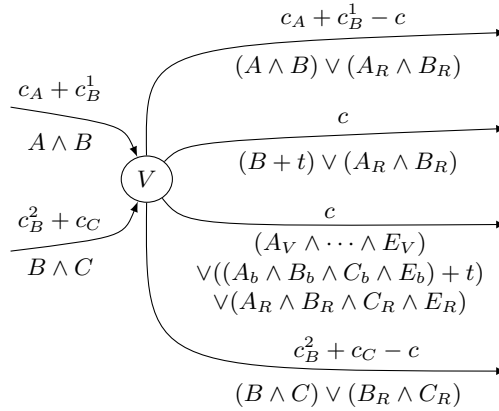 c_A + c_B^1 − c
(A ∧ B) ∨ (A_R ∧ B_R)
c_A + c_B^1
A ∧ B
c
(B + t) ∨ (A_R ∧ B_R)
V
c_B^2 + c_C
B ∧ C
c
(A_V ∧ ⋯ ∧ E_V)
∨((A_b ∧ B_b ∧ C_b ∧ E_b) + t)
∨(A_R ∧ B_R ∧ C_R ∧ E_R)
c_B^2 + c_C − c
(B ∧ C) ∨ (B_R ∧ C_R)